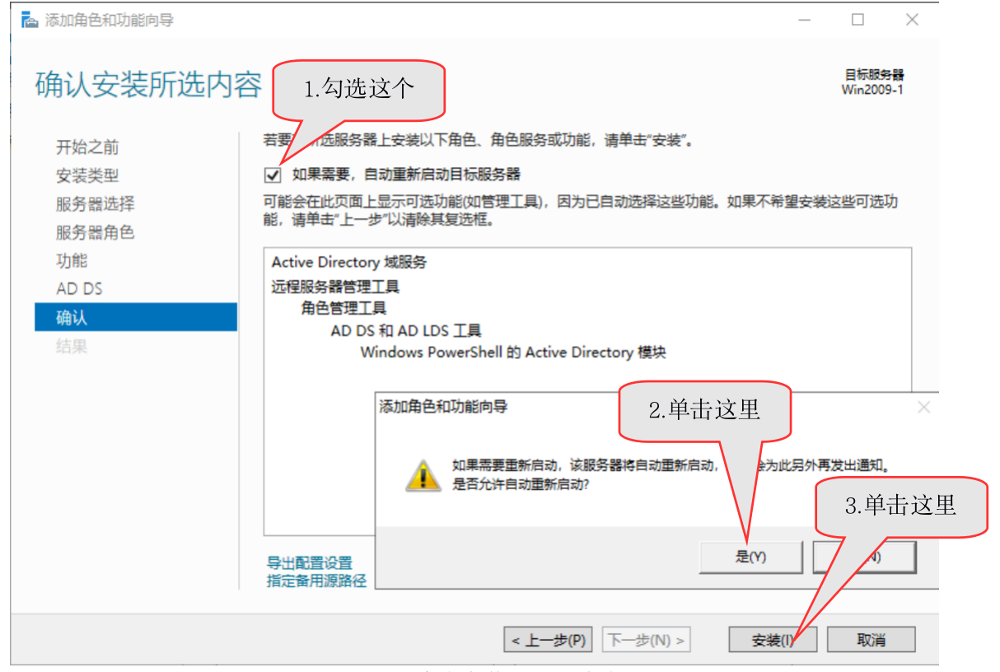 添加角色和功能向导
确认安装所选内容
1.勾选这个
目标服务器
Win2009-1
开始之前
安装类型
服务器选择
服务器角色
功能
AD DS
确认
结果
若要 所选服务器上安装以下角色、角色服务或功能，请单击“安装”。
如果需要，自动重新启动目标服务器
可能会在此页面上显示可选功能(如管理工具)，因为已自动选择这些功能。如果不希望安装这些可选功
能，请单击“上一步”以清除其复选框。
Active Directory 域服务
远程服务器管理工具
角色管理工具
AD DS 和 AD LDS 工具
Windows PowerShell 的 Active Directory 模块
添加角色和功能向导
2.单击这里
如果需要重新启动，该服务器将自动重新启动， 会为此另外再发出通知。
是否允许自动重新启动?
3.单击这里
是(Y)
导出配置设置
指定备用源路径
< 上一步(P)
下一步(N) >
安装(I)
取消